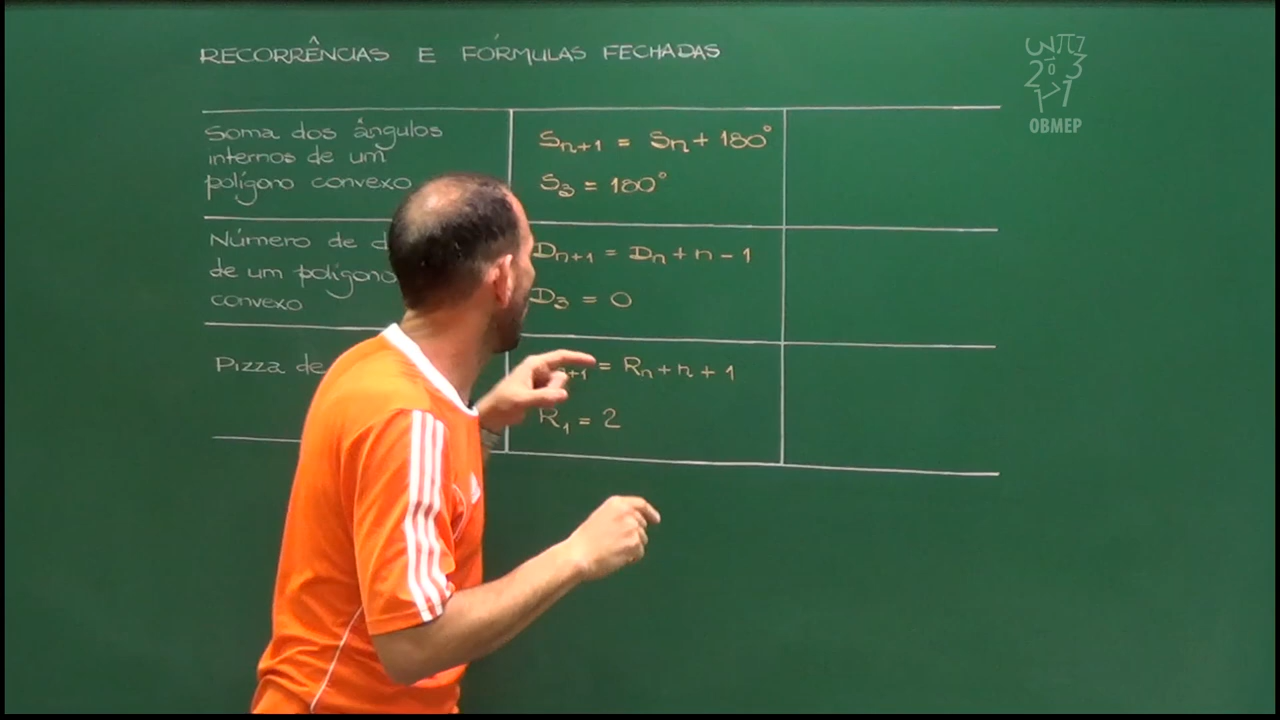 RECORRÊNCIAS E FÓRMULAS FECHADAS
OBMEP
Soma dos ângulos
internos de um
polígono convexo
Sn+1 = Sn + 180°
S3 = 180°
Número de
de um polígono
convexo
Dn+1 = Dn + n - 1
D3 = 0
Pizza de
n+1 = Rn + n + 1
R1 = 2